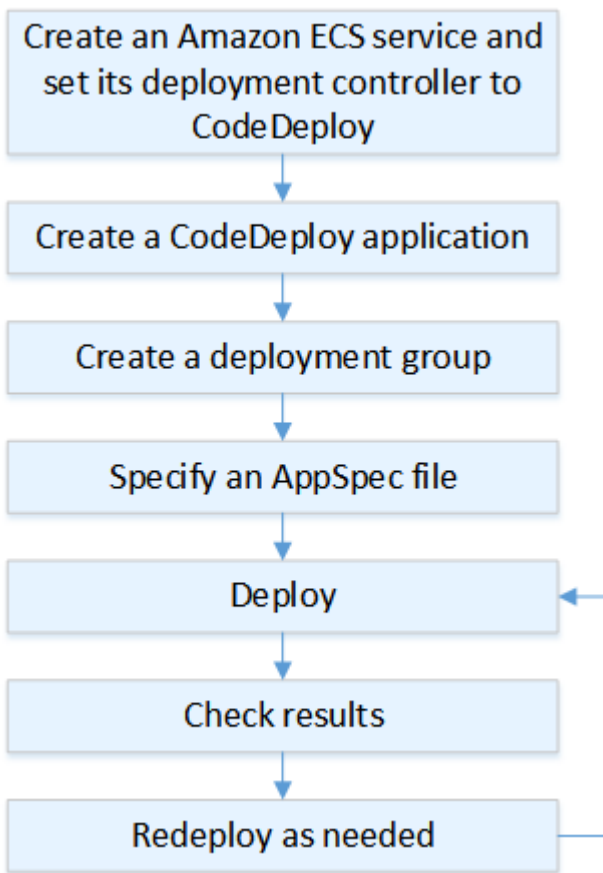 Create an Amazon ECS service and
set its deployment controller to
CodeDeploy
Create a CodeDeploy application
Create a deployment group
Specify an AppSpec file
Deploy
Check results
Redeploy as needed